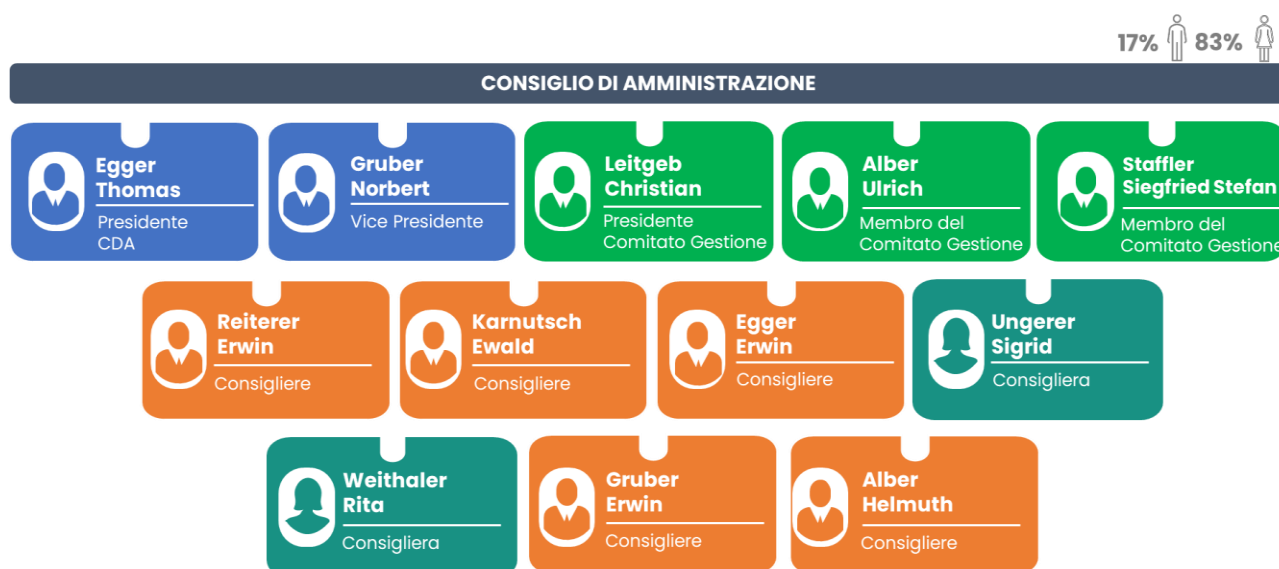 17% 83%
CONSIGLIO DI AMMINISTRAZIONE
Egger
Thomas
Presidente
CDA
Gruber
Norbert
Vice Presidente
Leitgeb
Christian
Presidente
Comitato Gestione
Alber
Ulrich
Membro del
Comitato Gestione
Staffler
Siegfried Stefan
Membro del
Comitato Gestione
Reiterer
Erwin
Consigliere
Karnutsch
Ewald
Consigliere
Egger
Erwin
Consigliere
Ungerer
Sigrid
Consigliera
Weithaler
Rita
Consigliera
Gruber
Erwin
Consigliere
Alber
Helmuth
Consigliere